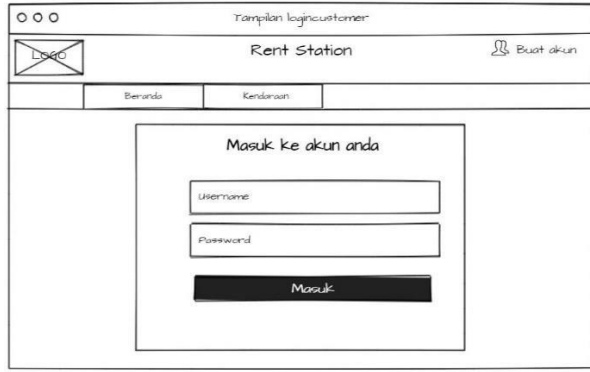 Tampilan logincustomer
Logo
Rent Station
Buat akun
Beranda
Kendaraan
Masuk ke akun anda
Username
Password
Masuk